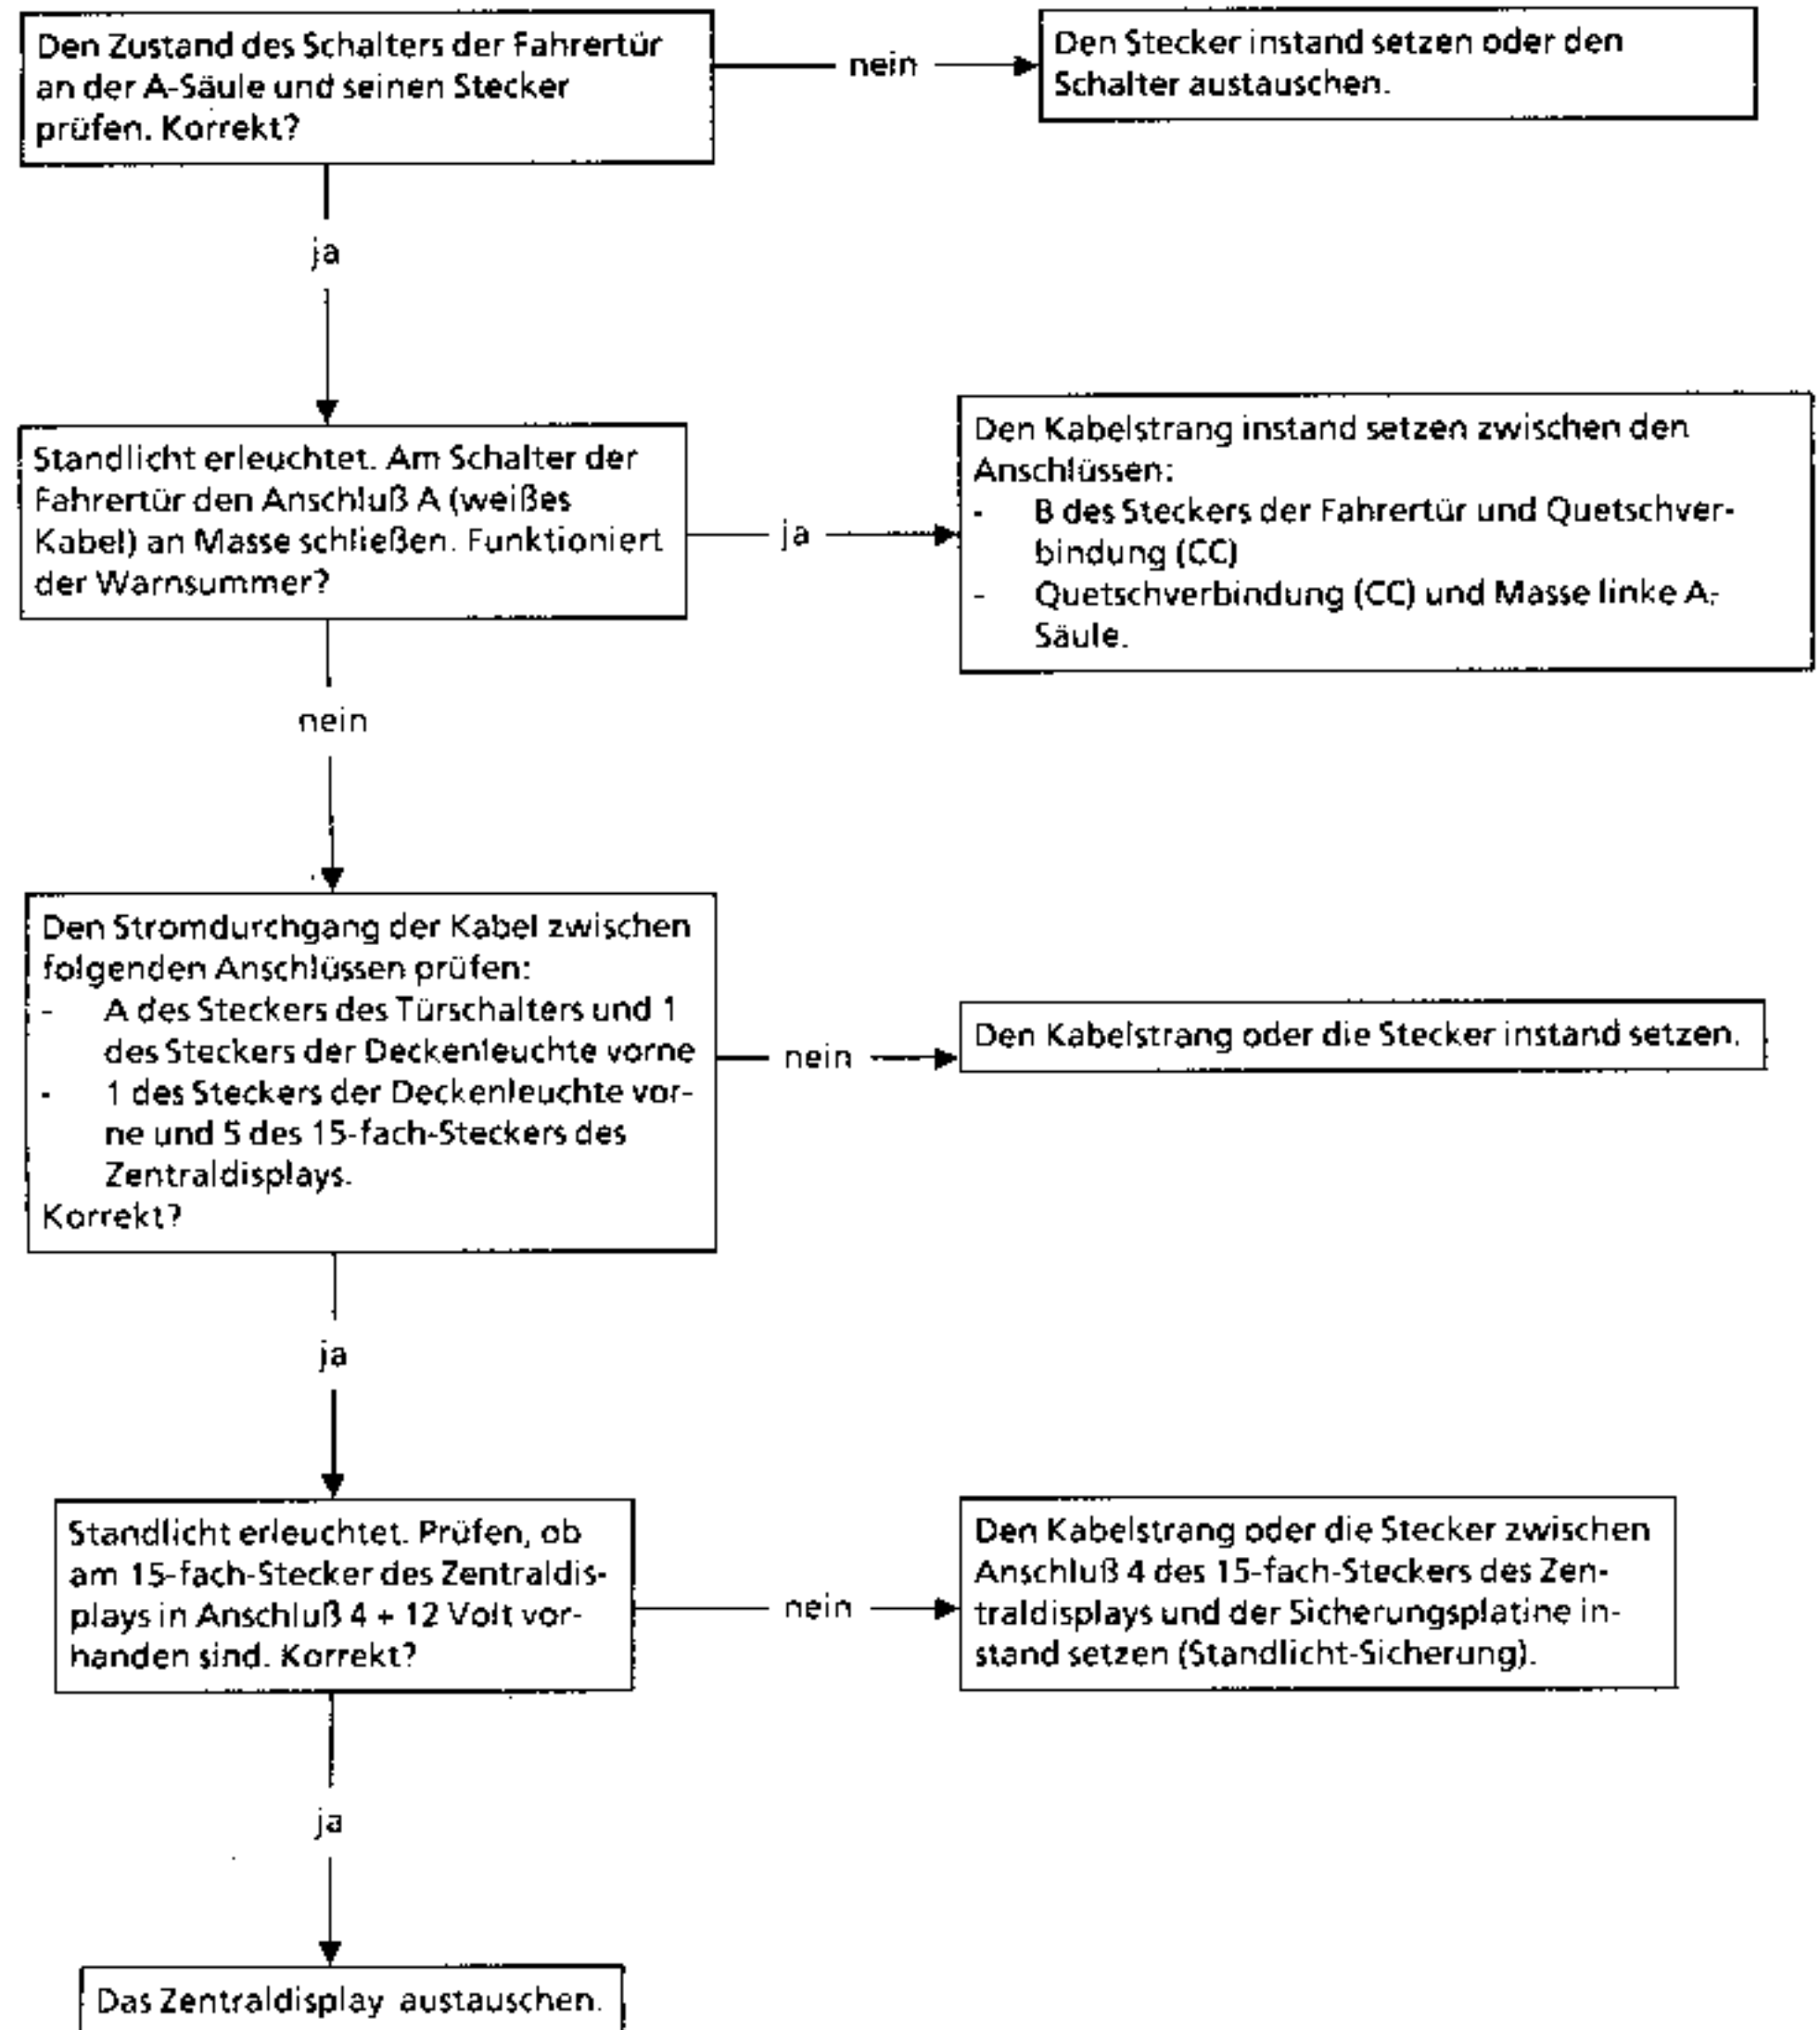 Den Zustand des Schalters der Fahrertür
an der A-Säule und seinen Stecker
prüfen. Korrekt?
nein
Den Stecker instand setzen oder den
Schalter austauschen.
ja
Standlicht erleuchtet. Am Schalter der
Fahrertür den Anschluß A (weißes
Kabel) an Masse schließen. Funktioniert
der Warnsummer?
ja
Den Kabelstrang instand setzen zwischen den
Anschlüssen:
- B des Steckers der Fahrertür und Quetschver-
bindung (CC)
- Quetschverbindung (CC) und Masse linke A-
Säule.
nein
Den Stromdurchgang der Kabel zwischen
folgenden Anschlüssen prüfen:
- A des Steckers des Türschalters und 1
des Steckers der Deckenleuchte vorne
- 1 des Steckers der Deckenleuchte vor-
ne und 5 des 15-fach-Steckers des
Zentraldisplays.
Korrekt?
nein
Den Kabelstrang oder die Stecker instand setzen.
ja
Standlicht erleuchtet. Prüfen, ob
am 15-fach-Stecker des Zentraldis-
plays in Anschluß 4 + 12 Volt vor-
handen sind. Korrekt?
nein
Den Kabelstrang oder die Stecker zwischen
Anschluß 4 des 15-fach-Steckers des Zen-
traldisplays und der Sicherungsplatine in-
stand setzen (Standlicht-Sicherung).
ja
Das Zentraldisplay austauschen.